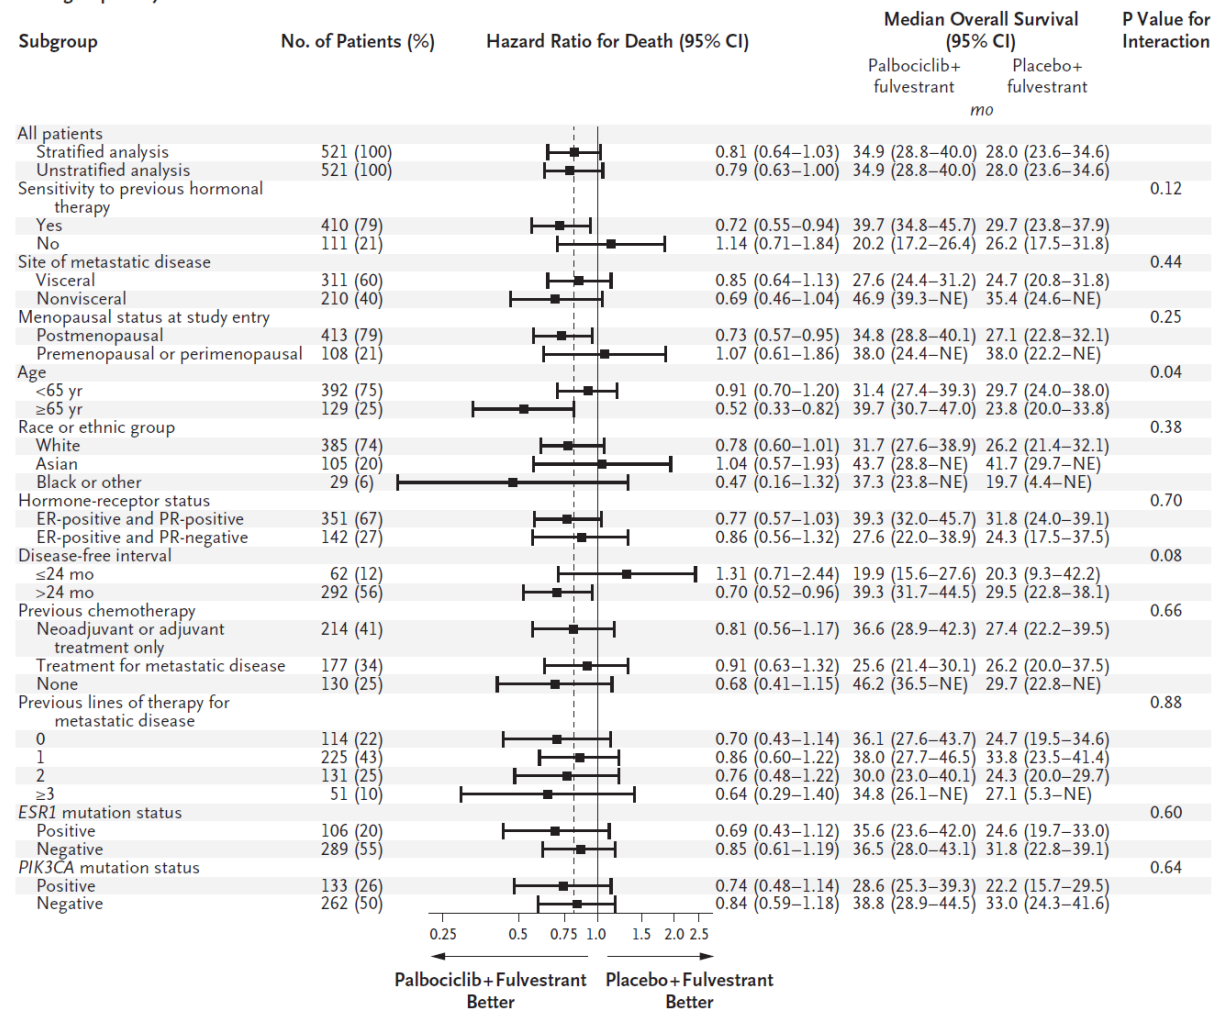 Subgroup No. of Patients (%) Hazard Ratio for Death (95% CI) Median Overall Survival (95% CI) P Value for Interaction
Palbociclib+ fulvestrant Placebo+ fulvestrant
mo
All patients
Stratified analysis 521 (100) 0.81 (0.64–1.03) 34.9 (28.8–40.0) 28.0 (23.6–34.6)
Unstratified analysis 521 (100) 0.79 (0.63–1.00) 34.9 (28.8–40.0) 28.0 (23.6–34.6)
Sensitivity to previous hormonal 0.12
therapy
Yes 410 (79) 0.72 (0.55–0.94) 39.7 (34.8–45.7) 29.7 (23.8–37.9)
No 111 (21) 1.14 (0.71–1.84) 20.2 (17.2–26.4) 26.2 (17.5–31.8)
Site of metastatic disease 0.44
Visceral 311 (60) 0.85 (0.64–1.13) 27.6 (24.4–31.2) 24.7 (20.8–31.8)
Nonvisceral 210 (40) 0.69 (0.46–1.04) 46.9 (39.3–NE) 35.4 (24.6–NE)
Menopausal status at study entry 0.25
Postmenopausal 413 (79) 0.73 (0.57–0.95) 34.8 (28.8–40.1) 27.1 (22.8–32.1)
Premenopausal or perimenopausal 108 (21) 1.07 (0.61–1.86) 38.0 (24.4–NE) 38.0 (22.2–NE)
Age 0.04
<65 yr 392 (75) 0.91 (0.70–1.20) 31.4 (27.4–39.3) 29.7 (24.0–38.0)
≥65 yr 129 (25) 0.52 (0.33–0.82) 39.7 (30.7–47.0) 23.8 (20.0–33.8)
Race or ethnic group 0.38
White 385 (74) 0.78 (0.60–1.01) 31.7 (27.6–38.9) 26.2 (21.4–32.1)
Asian 105 (20) 1.04 (0.57–1.93) 43.7 (28.8–NE) 41.7 (29.7–NE)
Black or other 29 (6) 0.47 (0.16–1.32) 37.3 (23.8–NE) 19.7 (4.4–NE)
Hormone-receptor status 0.70
ER-positive and PR-positive 351 (67) 0.77 (0.57–1.03) 39.3 (32.0–45.7) 31.8 (24.0–39.1)
ER-positive and PR-negative 142 (27) 0.86 (0.56–1.32) 27.6 (22.0–38.9) 24.3 (17.5–37.5)
Disease-free interval 0.08
≤24 mo 62 (12) 1.31 (0.71–2.44) 19.9 (15.6–27.6) 20.3 (9.3–42.2)
>24 mo 292 (56) 0.70 (0.52–0.96) 39.3 (31.7–44.5) 29.5 (22.8–38.1)
Previous chemotherapy 0.66
Neoadjuvant or adjuvant 214 (41) 0.81 (0.56–1.17) 36.6 (28.9–42.3) 27.4 (22.2–39.5)
treatment only
Treatment for metastatic disease 177 (34) 0.91 (0.63–1.32) 25.6 (21.4–30.1) 26.2 (20.0–37.5)
None 130 (25) 0.68 (0.41–1.15) 46.2 (36.5–NE) 29.7 (22.8–NE)
Previous lines of therapy for 0.88
metastatic disease
0 114 (22) 0.70 (0.43–1.14) 36.1 (27.6–43.7) 24.7 (19.5–34.6)
1 225 (43) 0.86 (0.60–1.22) 38.0 (27.7–46.5) 33.8 (23.5–41.4)
2 131 (25) 0.76 (0.48–1.22) 30.0 (23.0–40.1) 24.3 (20.0–29.7)
≥3 51 (10) 0.64 (0.29–1.40) 34.8 (26.1–NE) 27.1 (5.3–NE)
ESR1 mutation status 0.60
Positive 106 (20) 0.69 (0.43–1.12) 35.6 (23.6–42.0) 24.6 (19.7–33.0)
Negative 289 (55) 0.85 (0.61–1.19) 36.5 (28.0–43.1) 31.8 (22.8–39.1)
PIK3CA mutation status 0.64
Positive 133 (26) 0.74 (0.48–1.14) 28.6 (25.3–39.3) 22.2 (15.7–29.5)
Negative 262 (50) 0.84 (0.59–1.18) 38.8 (28.9–44.5) 33.0 (24.3–41.6)
0.25 0.5 0.75 1.0 1.5 2.0 2.5
Palbociclib+Fulvestrant Better Placebo+Fulvestrant Better